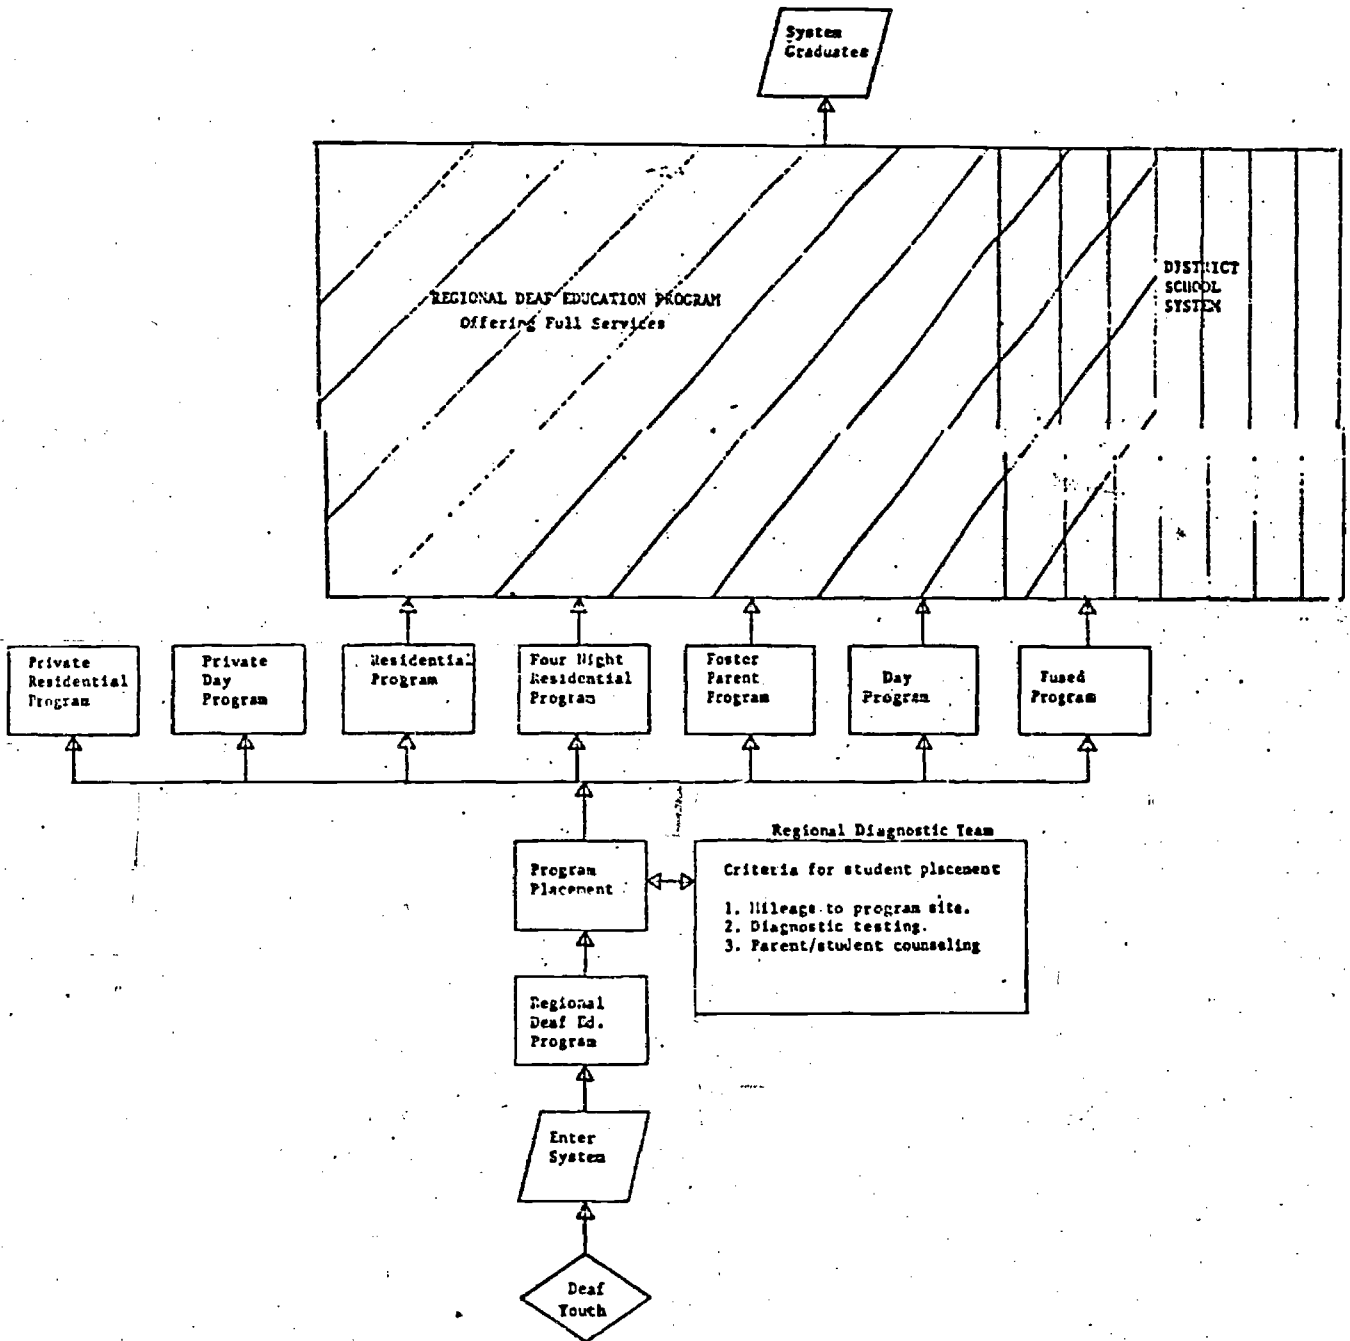 System
Graduates
REGIONAL DEAF EDUCATION PROGRAM
Offering Full Services
DISTRICT
SCHOOL
SYSTEM
Private
Residential
Program
Private
Day
Program
Residential
Program
Four Night
Residential
Program
Foster
Parent
Program
Day
Program
Fused
Program
Regional Diagnostic Team
Program
Placement
Criteria for student placement
1. Mileage to program site.
2. Diagnostic testing.
3. Parent/student counseling
Regional
Deaf Ed.
Program
Enter
System
Deaf
Youth